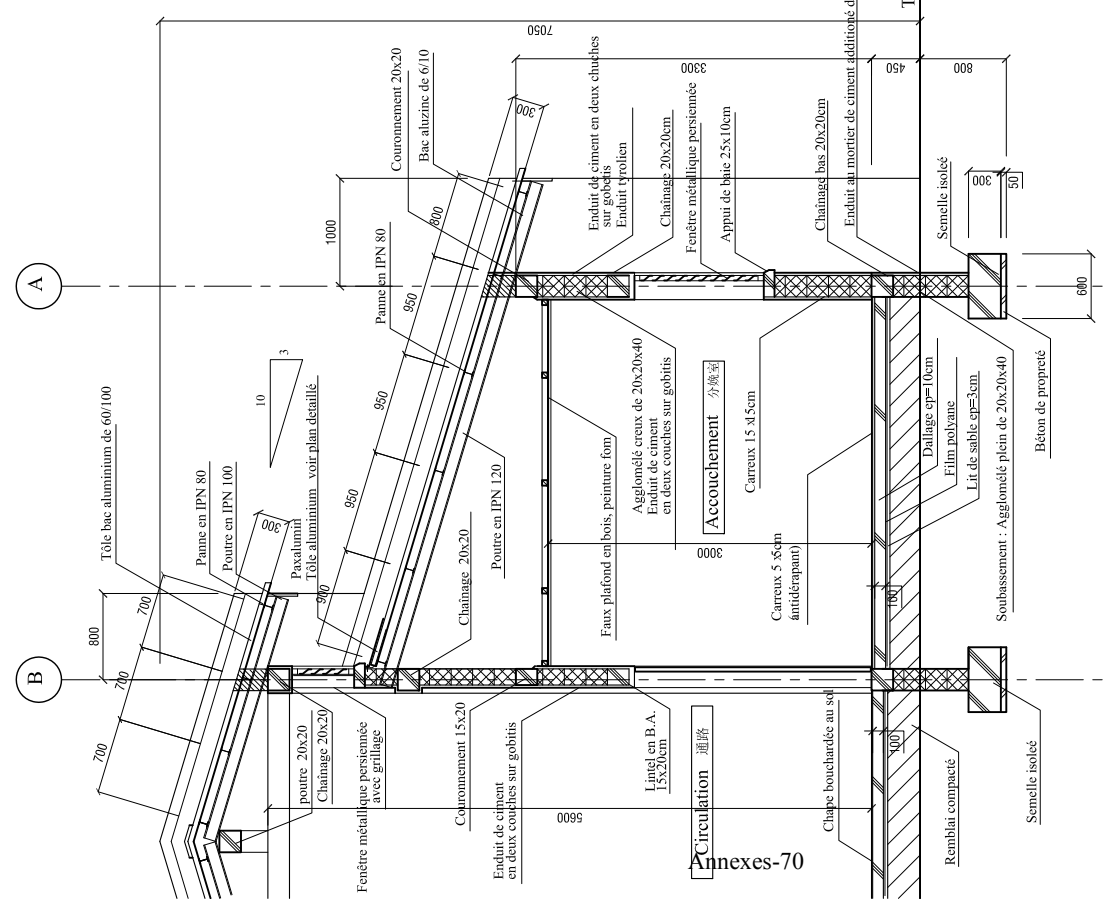 A
B
7050
3300
450
800
Couronnement 20x20
Bac aluzinc de 6/10
300
1000
800
950
950
950
900
Panne en IPN 80
Enduit de ciment en deux chuches
sur gobetis
Enduit tyrolien
Chaînage 20x20cm
Fenêtre métallique persiennée
Appui de baie 25x10cm
Chaînage bas 20x20cm
Enduit au mortier de ciment additioné d
T
Semelle isoleé
300
50
600
3
10
Tôle bac aluminium de 60/100
Panne en IPN 80
Poutre en IPN 100
300
Paxalumin
Tôle aluminium voir plan detaillé
Poutre en IPN 120
Chaînage 20x20
700
700
700
800
Faux plafond en bois, peinture fom
Agglomélé creux de 20x20x40
Enduit de ciment
en deux couches sur gobitis
Accouchement 分娩室
Carreux 15 x15cm
3000
Carreux 5 x5cm
antidérapant)
Dallage ep=10cm
Film polyane
Lit de sable ep=3cm
Soubassement : Agglomélé plein de 20x20x40
Béton de propreté
100
poutre 20x20
Chaînage 20x20
Fenêtre métallique persiennée
avec grillage
Couronnement 15x20
Enduit de ciment
en deux couches sur gobitis
5600
Lintel en B.A.
15x20cm
Circulation 通路
Chape bouchardée au sol
100
Remblai compacté
Semelle isoleé
Annexes-70